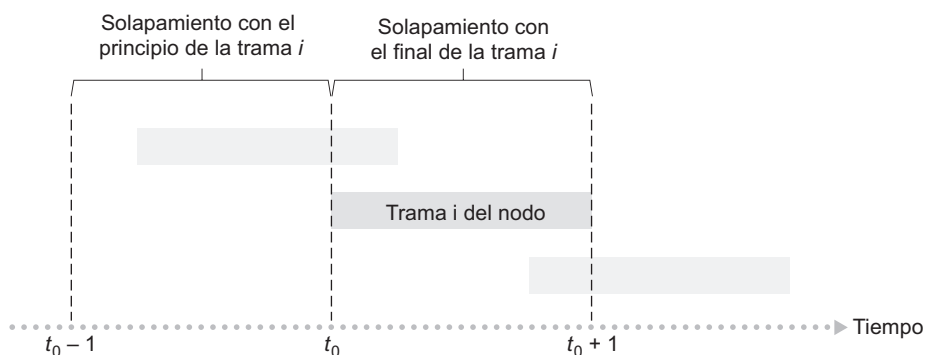 Solapamiento con el
principio de la trama i
Solapamiento con
el final de la trama i
Trama i del nodo
Tiempo
t0 – 1
t0
t0 + 1